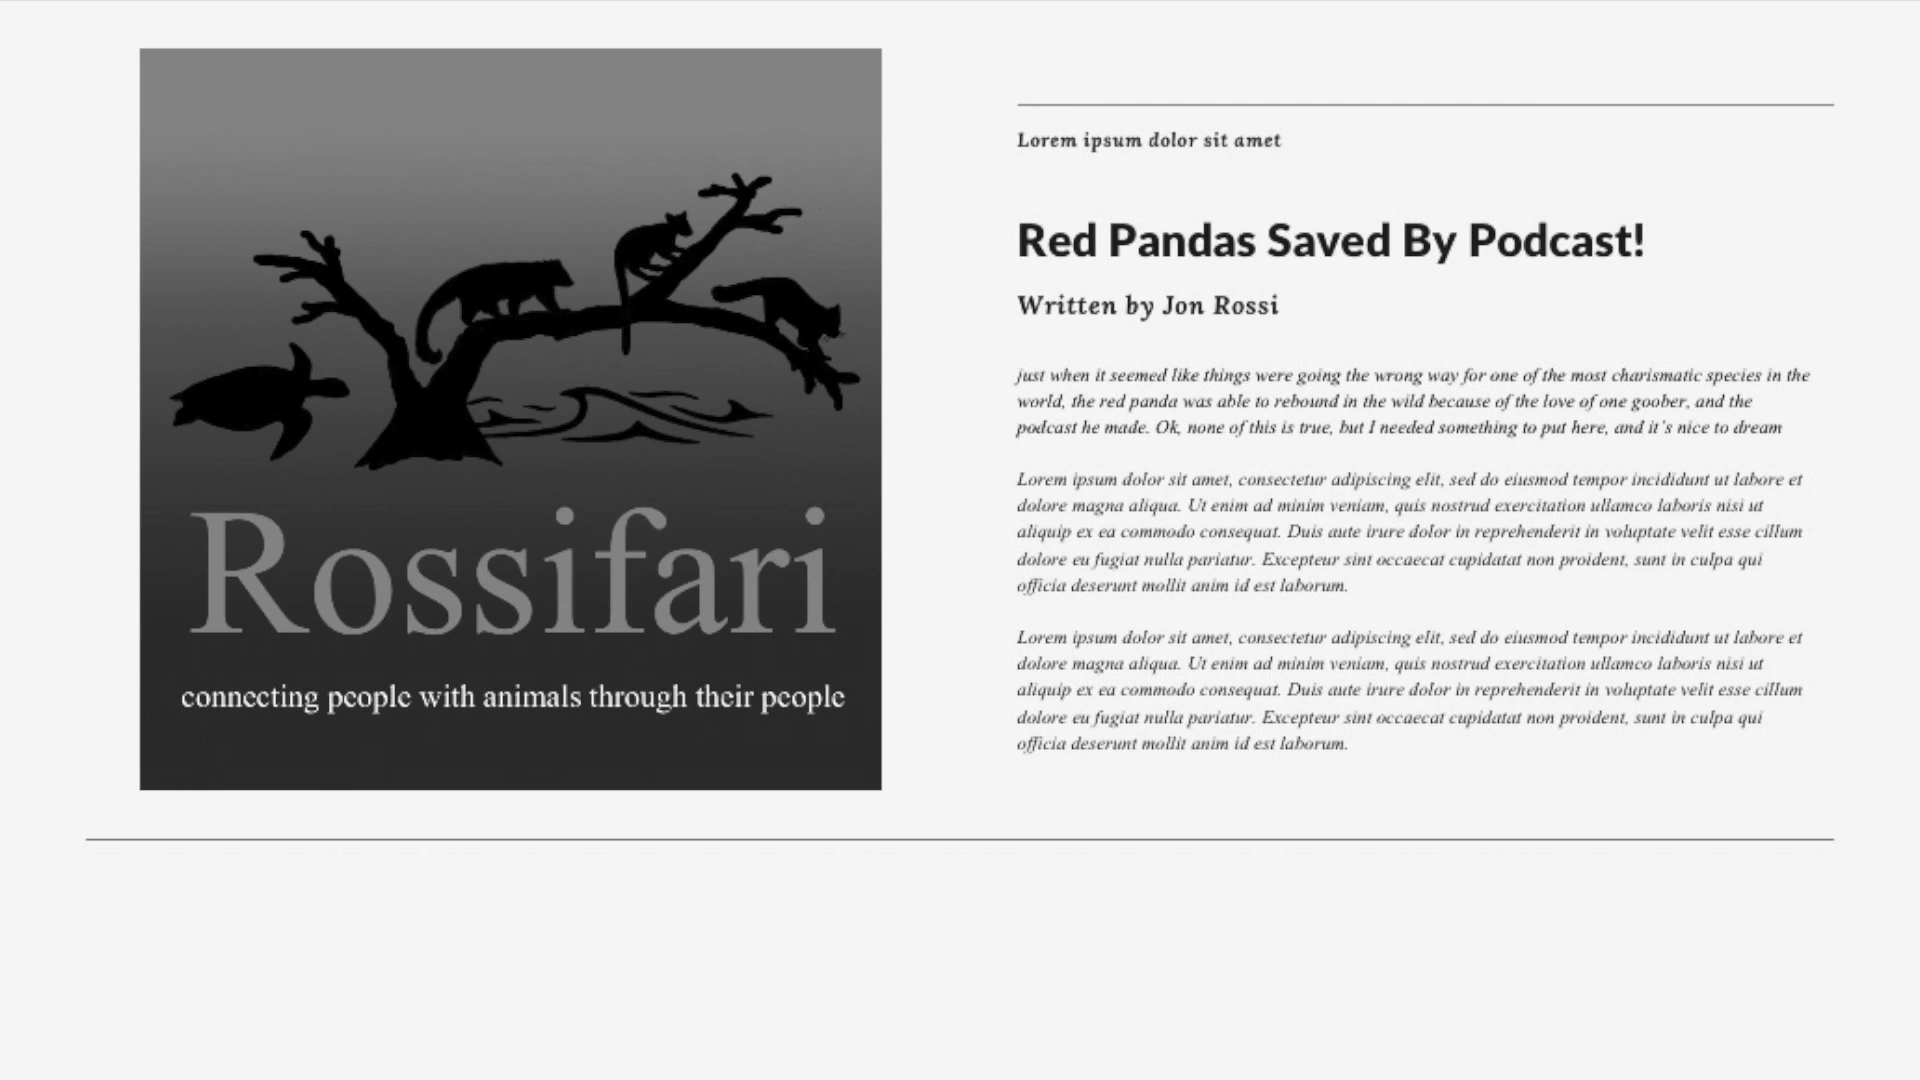 Rossifari
connecting people with animals through their people
Lorem ipsum dolor sit amet
Red Pandas Saved By Podcast!
Written by Jon Rossi
just when it seemed like things were going the wrong way for one of the most charismatic species in the
world, the red panda was able to rebound in the wild because of the love of one goober, and the
podcast he made. Ok, none of this is true, but I needed something to put here, and it's nice to dream
Lorem ipsum dolor sit amet, consectetur adipiscing elit, sed do eiusmod tempor incididunt ut labore et
dolore magna aliqua. Ut enim ad minim veniam, quis nostrud exercitation ullamco laboris nisi ut
aliquip ex ea commodo consequat. Duis aute irure dolor in reprehenderit in voluptate velit esse cillum
dolore eu fugiat nulla pariatur. Excepteur sint occaecat cupidatat non proident, sunt in culpa qui
officia deserunt mollit anim id est laborum.
Lorem ipsum dolor sit amet, consectetur adipiscing elit, sed do eiusmod tempor incididunt ut labore et
dolore magna aliqua. Ut enim ad minim veniam, quis nostrud exercitation ullamco laboris nisi ut
aliquip ex ea commodo consequat. Duis aute irure dolor in reprehenderit in voluptate velit esse cillum
dolore eu fugiat nulla pariatur. Excepteur sint occaecat cupidatat non proident, sunt in culpa qui
officia deserunt mollit anim id est laborum.